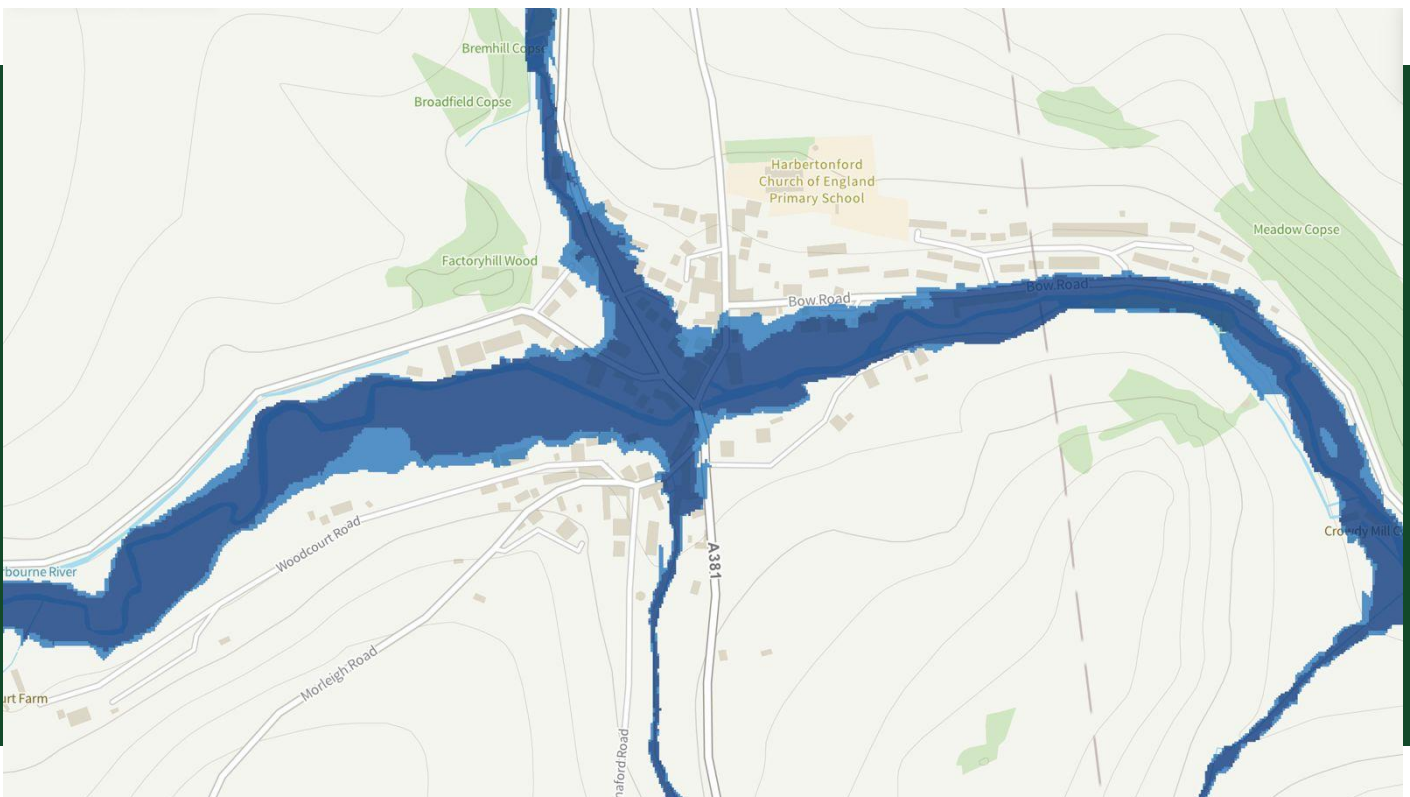 Bremhill Copse
Broadfield Copse
Harbertonford
Church of England
Primary School
Meadow Copse
Factoryhill Wood
Bow Road
Bow Road
Woodcourt Road
A381
Crowdy Mill C
rbourne River
Morleigh Road
urt Farm
naford Road